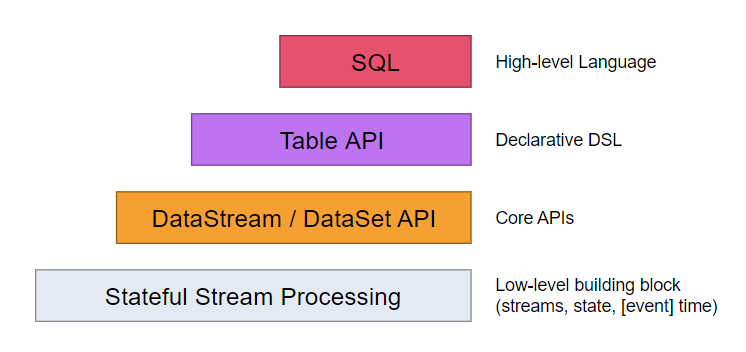 SQL
High-level Language
Table API
Declarative DSL
DataStream / DataSet API
Core APIs
Stateful Stream Processing
Low-level building block
(streams, state, [event] time)